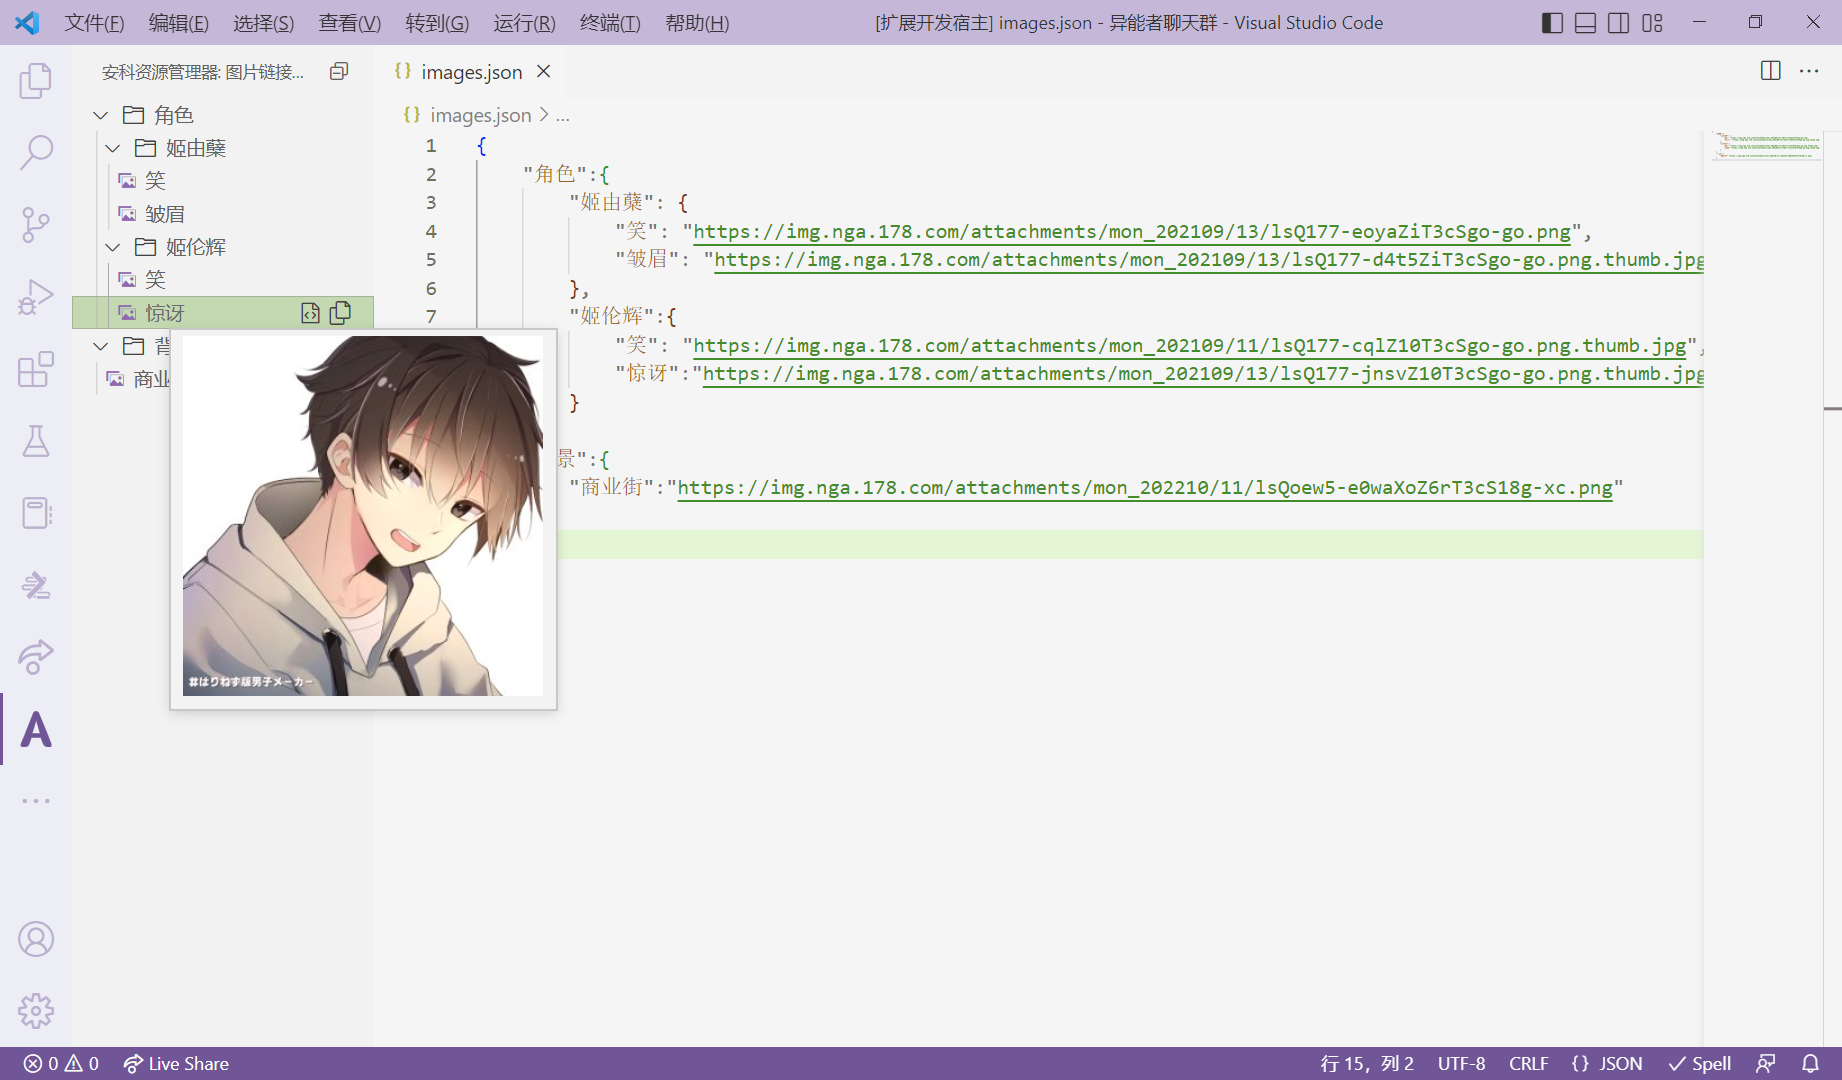 文件(F) 编辑(E) 选择(S) 查看(V) 转到(G) 运行(R) 终端(T) 帮助(H) [扩展开发宿主] images.json - 异能者聊天群 - Visual Studio Code
安科资源管理器: 图片链接...
角色
姬由蘖
笑
皱眉
姬伦辉
笑
惊讶
背
商业
#はりねず版男子メーカー
images.json
images.json > ...
1 {
2 "角色":{
3 "姬由蘖": {
4 "笑": "https://img.nga.178.com/attachments/mon_202109/13/lsQ177-eoyaZiT3cSgo-go.png",
5 "皱眉": "https://img.nga.178.com/attachments/mon_202109/13/lsQ177-d4t5ZiT3cSgo-go.png.thumb.jpg
6 },
7 "姬伦辉":{
"笑": "https://img.nga.178.com/attachments/mon_202109/11/lsQ177-cqlZ10T3cSgo-go.png.thumb.jpg",
"惊讶":"https://img.nga.178.com/attachments/mon_202109/13/lsQ177-jnsvZ10T3cSgo-go.png.thumb.jpg
}
景":{
"商业街":"https://img.nga.178.com/attachments/mon_202210/11/lsQoew5-e0waXoZ6rT3cS18g-xc.png"
0 0 Live Share 行 15，列 2 UTF-8 CRLF {} JSON Spell